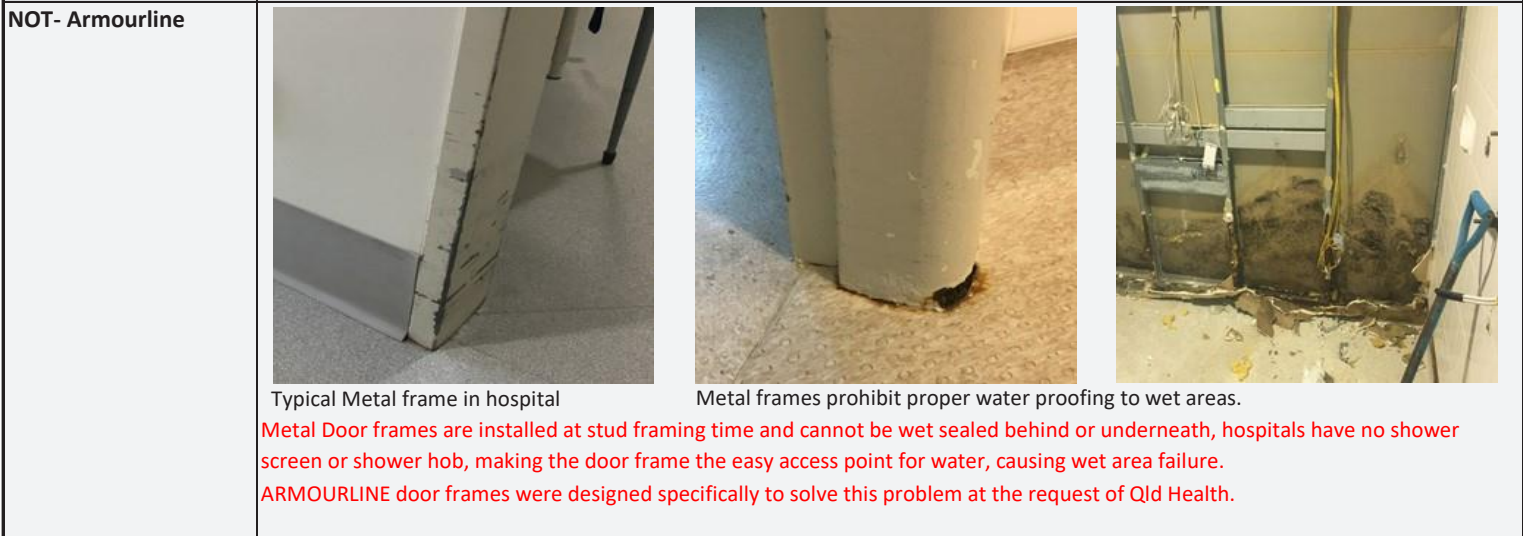 NOT- Armourline
Typical Metal frame in hospital
Metal frames prohibit proper water proofing to wet areas.
Metal Door frames are installed at stud framing time and cannot be wet sealed behind or underneath, hospitals have no shower
screen or shower hob, making the door frame the easy access point for water, causing wet area failure.
ARMOURLINE door frames were designed specifically to solve this problem at the request of Qld Health.